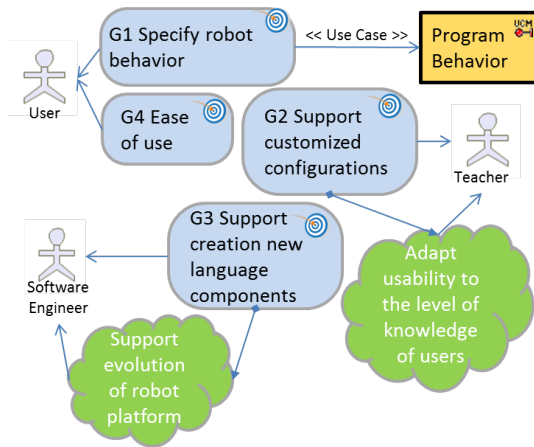 G1 Specify robot
behavior
<< Use Case >>
UCM
Program
Behavior
User
G4 Ease
of use
G2 Support
customized
configurations
Teacher
G3 Support
creation new
language
components
Software
Engineer
Adapt
usability to
the level of
knowledge
of users
Support
evolution
of robot
platform